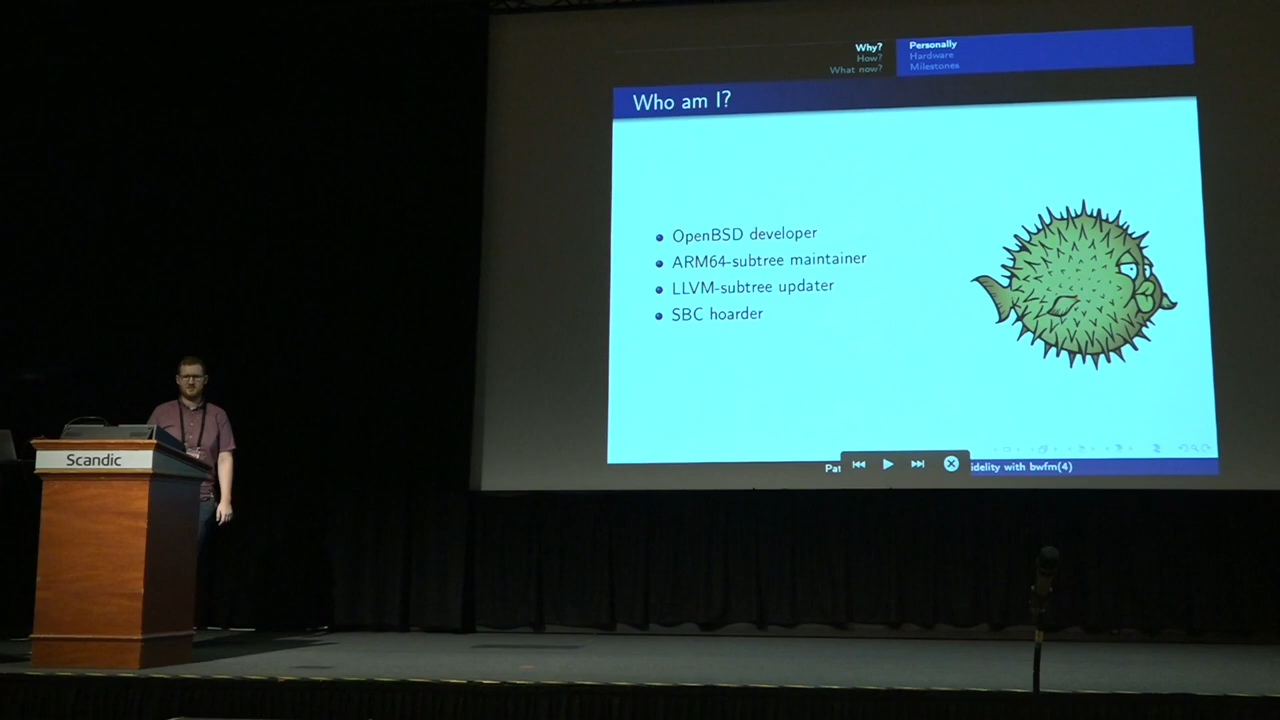 Why?
How?
What now?
Personally
Hardware
Milestones
Who am I?
OpenBSD developer
ARM64-subtree maintainer
LLVM-subtree updater
SBC hoarder
with bwfm(4)
Scandic